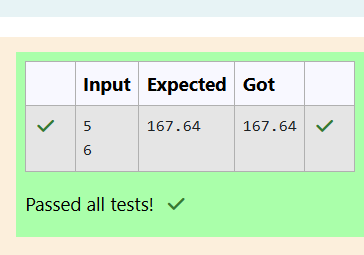 Input Expected Got
5 167.64 167.64
6
Passed all tests!